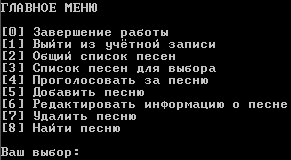 ГЛАВНОЕ МЕНЮ
[0] Завершение работы
[1] Выйти из учётной записи
[2] Общий список песен
[3] Список песен для выбора
[4] Проголосовать за песню
[5] Добавить песню
[6] Редактировать информацию о песне
[7] Удалить песню
[8] Найти песню
Ваш выбор: